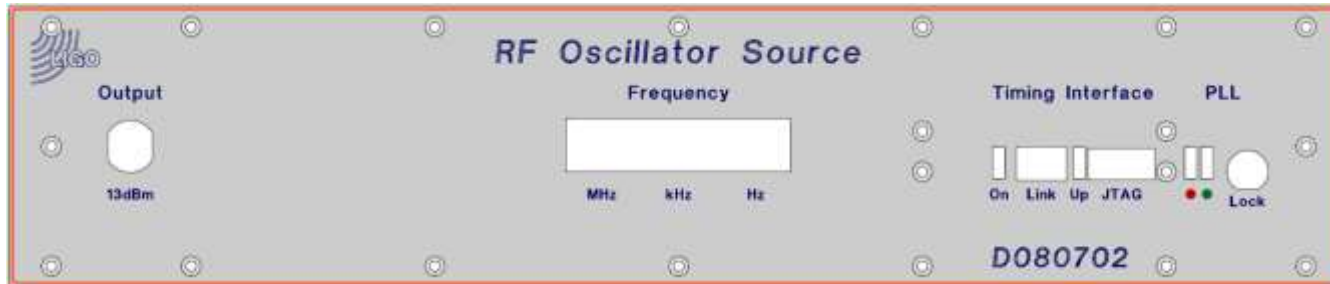 LIGO
RF Oscillator Source
Output
Frequency
Timing Interface
PLL
13dBm
MHz kHz Hz
On Link Up JTAG
Lock
D080702